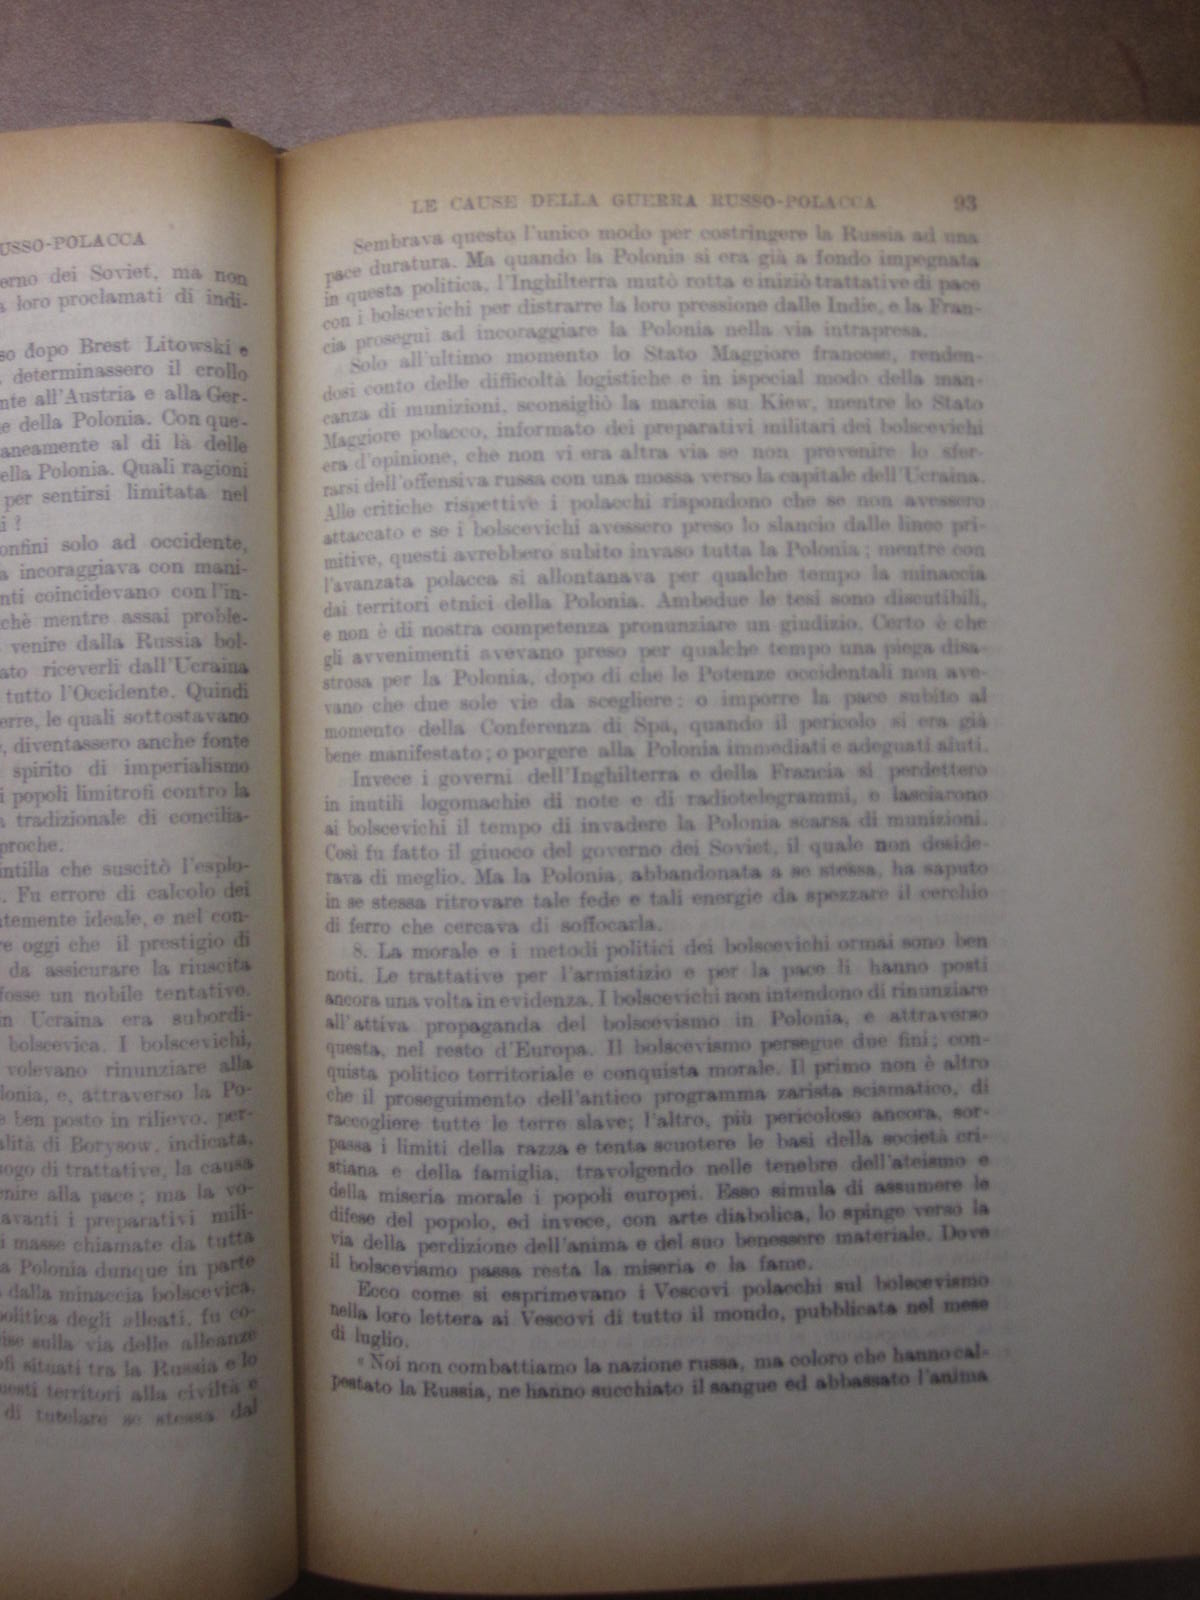 USSO-POLACCA
erno dei Soviet, ma non
a loro proclamati di indi-
so dopo Brest Litowski e
, determinassero il crollo
nte all'Austria e alla Ger-
e della Polonia. Con que-
aneamente al di là delle
ella Polonia. Quali ragioni
per sentirsi limitata nel
i ?
onfini solo ad occidente,
a incoraggiava con mani-
nti coincidevano con l'in-
chè mentre assai proble-
venire dalla Russia bol-
ato riceverli dall'Ucraina
tutto l'Occidente. Quindi
erre, le quali sottostavano
, diventassero anche fonte
spirito di imperialismo
i popoli limitrofi contro la
a tradizionale di concilia-
proche.
intilla che suscitò l'esplo-
. Fu errore di calcolo dei
temente ideale, e nel con-
re oggi che il prestigio di
da assicurare la riuscita
fosse un nobile tentativo.
in Ucraina era subordi-
bolscevica. I bolscevichi,
volevano rinunziare alla
lonia, e, attraverso la Po-
e ben posto in rilievo, per-
alità di Borysow, indicata,
uogo di trattative, la causa
enire alla pace ; ma la vo-
avanti i preparativi mili-
i masse chiamate da tutta
a Polonia dunque in parte
dalla minaccia bolscevica,
politica degli alleati, fu co-
ise sulla via delle alleanze
ofi situati tra la Russia e lo
uesti territori alla civiltà e
di tutelare se stessa dal
LE CAUSE DELLA GUERRA RUSSO-POLACCA 93
Sembrava questo l'unico modo per costringere la Russia ad una
pace duratura. Ma quando la Polonia si era già a fondo impegnata
in questa politica, l'Inghilterra mutò rotta e iniziò trattative di pace
con i bolscevichi per distrarre la loro pressione dalle Indie, e la Fran-
cia proseguì ad incoraggiare la Polonia nella via intrapresa.
Solo all'ultimo momento lo Stato Maggiore francese, renden-
dosi conto delle difficoltà logistiche e in ispecial modo della man-
canza di munizioni, sconsigliò la marcia su Kiew, mentre lo Stato
Maggiore polacco, informato dei preparativi militari dei bolscevichi
era d'opinione, che non vi era altra via se non prevenire lo sfer-
rarsi dell'offensiva russa con una mossa verso la capitale dell'Ucraina.
Alle critiche rispettive i polacchi rispondono che se non avessero
attaccato e se i bolscevichi avessero preso lo slancio dalle linee pri-
mitive, questi avrebbero subito invaso tutta la Polonia ; mentre con
l'avanzata polacca si allontanava per qualche tempo la minaccia
dai territori etnici della Polonia. Ambedue le tesi sono discutibili,
e non è di nostra competenza pronunziare un giudizio. Certo è che
gli avvenimenti avevano preso per qualche tempo una piega disa-
strosa per la Polonia, dopo di che le Potenze occidentali non ave-
vano che due sole vie da scegliere : o imporre la pace subito al
momento della Conferenza di Spa, quando il pericolo si era già
bene manifestato ; o porgere alla Polonia immediati e adeguati aiuti.
Invece i governi dell'Inghilterra e della Francia si perdettero
in inutili logomachie di note e di radiotelegrammi, e lasciarono
ai bolscevichi il tempo di invadere la Polonia scarsa di munizioni.
Così fu fatto il giuoco del governo dei Soviet, il quale non deside-
rava di meglio. Ma la Polonia, abbandonata a se stessa, ha saputo
in se stessa ritrovare tale fede e tali energie da spezzare il cerchio
di ferro che cercava di soffocarla.
8. La morale e i metodi politici dei bolscevichi ormai sono ben
noti. Le trattative per l'armistizio e per la pace li hanno posti
ancora una volta in evidenza. I bolscevichi non intendono di rinunziare
all'attiva propaganda del bolscevismo in Polonia, e attraverso
questa, nel resto d'Europa. Il bolscevismo persegue due fini ; con-
quista politico territoriale e conquista morale. Il primo non è altro
che il proseguimento dell'antico programma zarista scismatico, di
raccogliere tutte le terre slave; l'altro, più pericoloso ancora, sor-
passa i limiti della razza e tenta scuotere le basi della società cri-
stiana e della famiglia, travolgendo nelle tenebre dell'ateismo e
della miseria morale i popoli europei. Esso simula di assumere le
difese del popolo, ed invece, con arte diabolica, lo spinge verso la
via della perdizione dell'anima e del suo benessere materiale. Dove
il bolscevismo passa resta la miseria e la fame.
Ecco come si esprimevano i Vescovi polacchi sul bolscevismo
nella loro lettera ai Vescovi di tutto il mondo, pubblicata nel mese
di luglio.
« Noi non combattiamo la nazione russa, ma coloro che hanno cal-
pestato la Russia, ne hanno succhiato il sangue ed abbassato l'anima